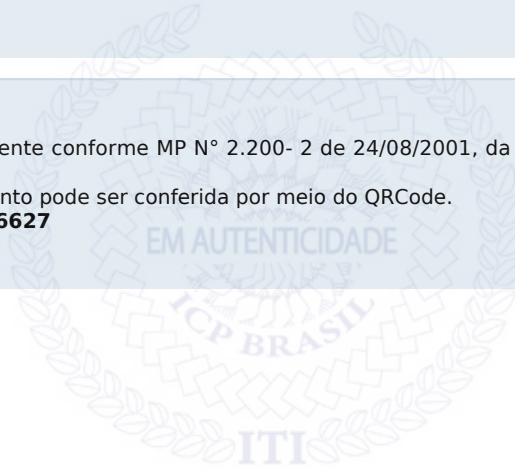 ente conforme MP N° 2.200- 2 de 24/08/2001, da
nto pode ser conferida por meio do QRCode.
6627
EM AUTENTICIDADE
ICP BRASIL
ITI